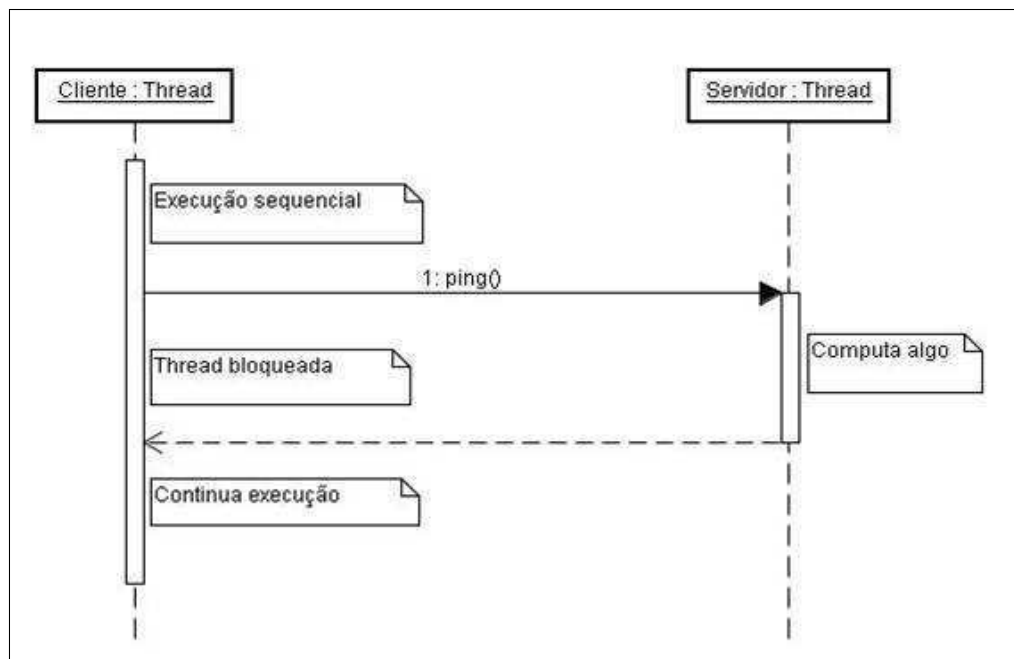 Cliente : Thread
Servidor : Thread
Execução sequencial
1: ping()
Thread bloqueada
Computa algo
Continua execução